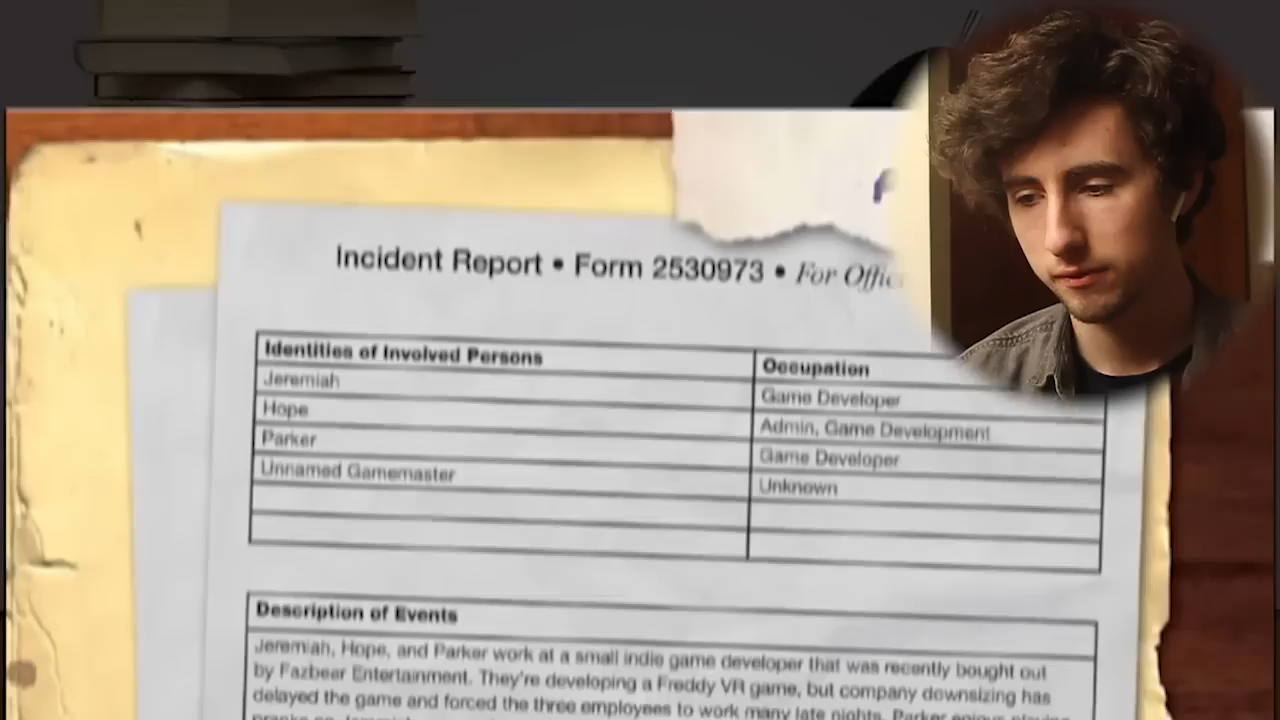 Incident Report • Form 2530973 • For Offic
Identities of Involved Persons
Occupation
Jeremiah
Game Developer
Hope
Admin, Game Development
Parker
Game Developer
Unnamed Gamemaster
Unknown
Description of Events
Jeremiah, Hope, and Parker work at a small indie game developer that was recently bought out
by Fazbear Entertainment. They're developing a Freddy VR game, but company downsizing has
delayed the game and forced the three employees to work many late nights. Parker enjoys playing